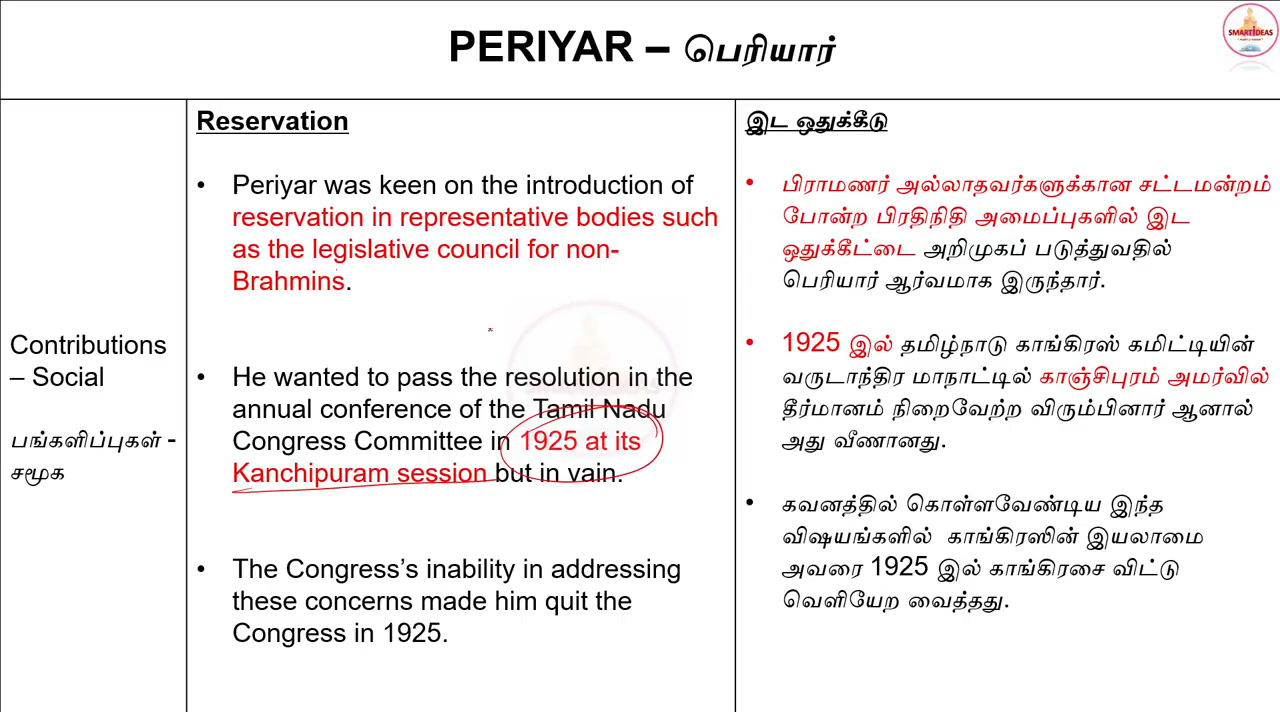 PERIYAR – பெரியார்
SMART IDEAS
Reservation
• Periyar was keen on the introduction of
reservation in representative bodies such
as the legislative council for non-
Brahmins.
Contributions
– Social
பங்களிப்புகள் -
சமூக
• He wanted to pass the resolution in the
annual conference of the Tamil Nadu
Congress Committee in 1925 at its
Kanchipuram session but in vain.
• The Congress’s inability in addressing
these concerns made him quit the
Congress in 1925.
இட ஒதுக்கீடு
• பிராமணர் அல்லாதவர்களுக்கான சட்டமன்றம்
போன்ற பிரதிநிதி அமைப்புகளில் இட
ஒதுக்கீட்டை அறிமுகப் படுத்துவதில்
பெரியார் ஆர்வமாக இருந்தார்.
• 1925 இல் தமிழ்நாடு காங்கிரஸ் கமிட்டியின்
வருடாந்திர மாநாட்டில் காஞ்சிபுரம் அமர்வில்
தீர்மானம் நிறைவேற்ற விரும்பினார் ஆனால்
அது வீணானது.
• கவனத்தில் கொள்ளவேண்டிய இந்த
விஷயங்களில் காங்கிரஸின் இயலாமை
அவரை 1925 இல் காங்கிரசை விட்டு
வெளியேற வைத்தது.